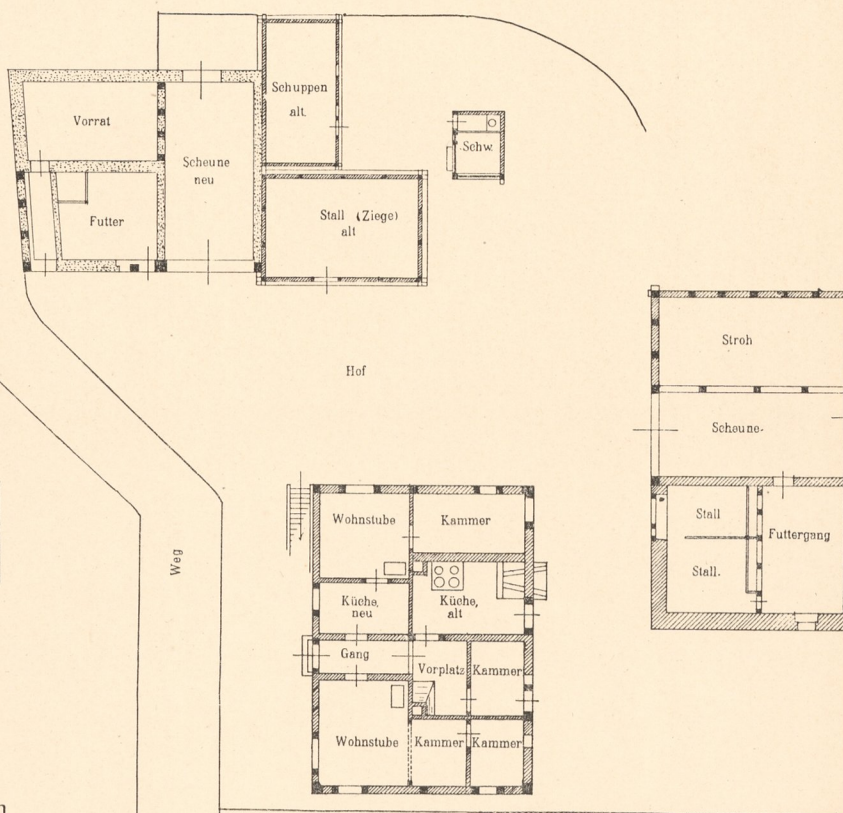 Schuppen
alt.
Vorrat
Scheune
neu
Schw.
Futter
Stall (Ziege)
alt
Stroh
Hof
Scheune.
Wohnstube
Kammer
Stall
Futtergang
Weg
Stall.
Küche,
neu
Küche,
alt
Gang
Vorplatz
Kammer
Wohnstube
Kammer
Kammer
n